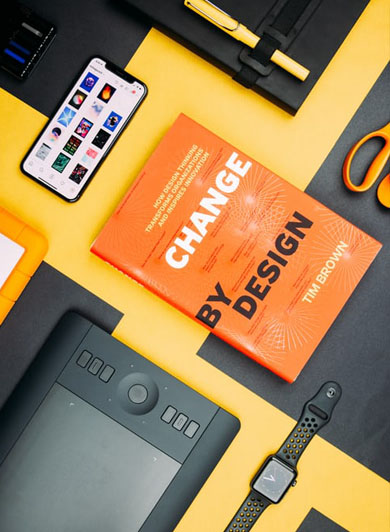 HOW DESIGN THINKING
TRANSFORMS ORGANIZATIONS
AND INSPIRES INNOVATION
CHANGE
BY
DESIGN
TIM BROWN